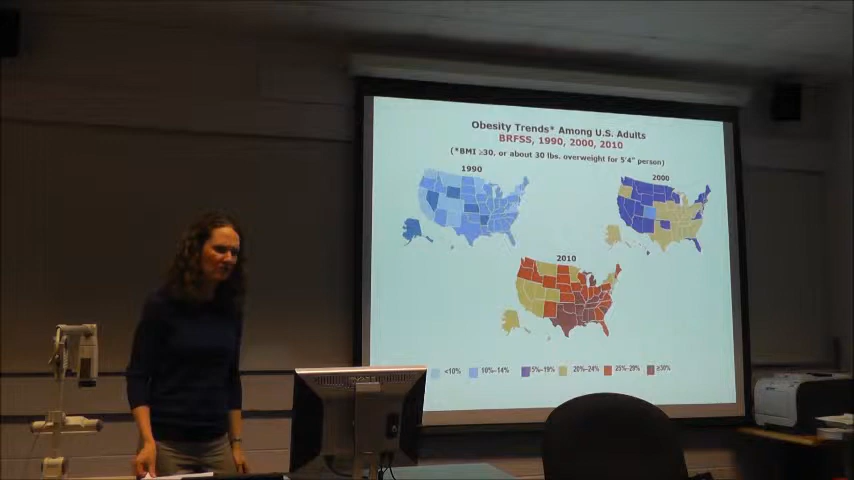 Obesity Trends* Among U.S. Adults
BRFSS, 1990, 2000, 2010
(*BMI ≥30, or about 30 lbs. overweight for 5'4" person)
1990
2000
2010
<10% 10%–14% 15%–19% 20%–24% 25%–29% ≥30%